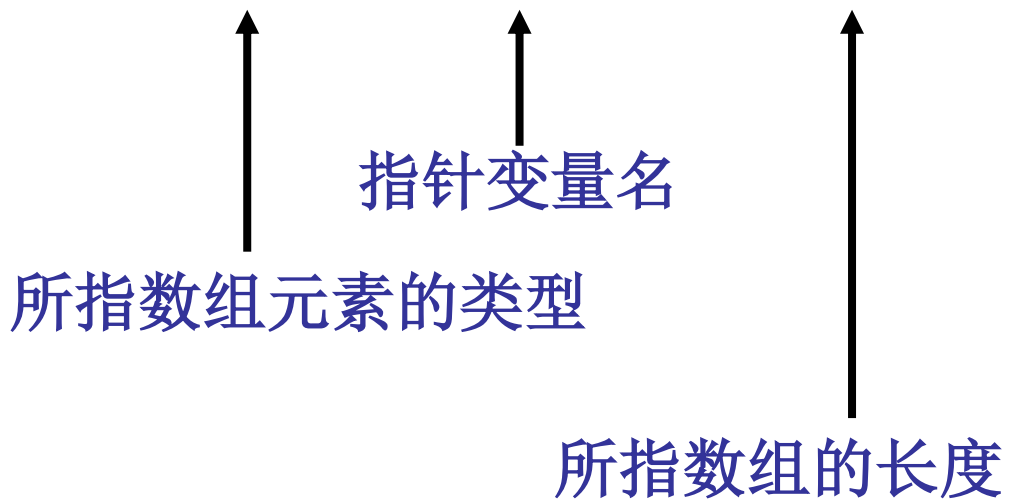 指针变量名
所指数组元素的类型
所指数组的长度